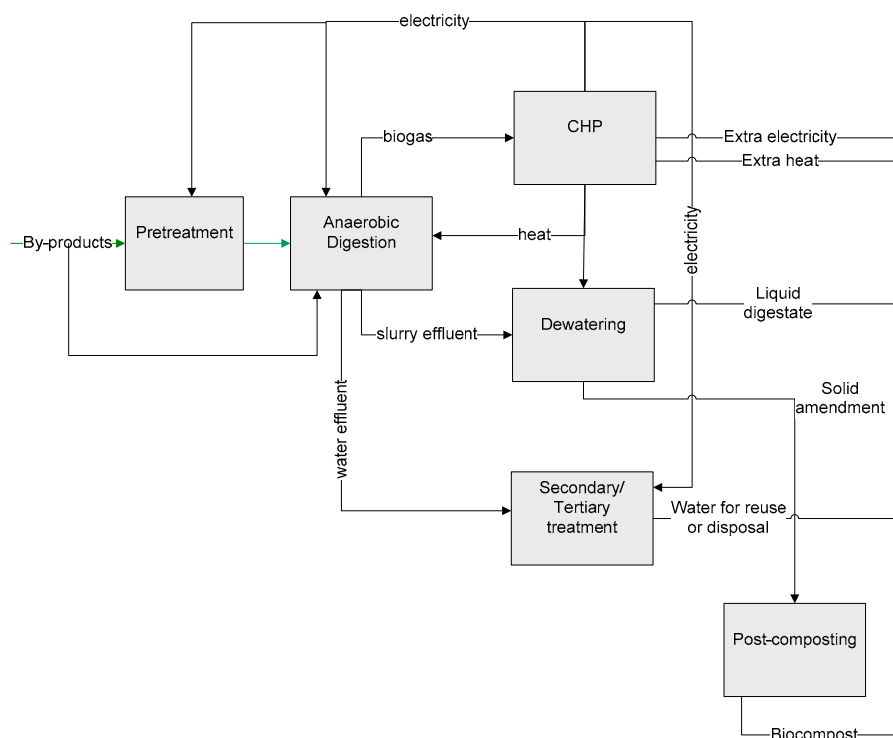 electricity
CHP
biogas
Extra electricity
Extra heat
Pretreatment
Anaerobic
Digestion
By-products
heat
electricity
Liquid
digestate
Dewatering
slurry effluent
Solid
amendment
water effluent
Secondary/
Tertiary
treatment
Water for reuse
or disposal
Post-composting
Biocompost